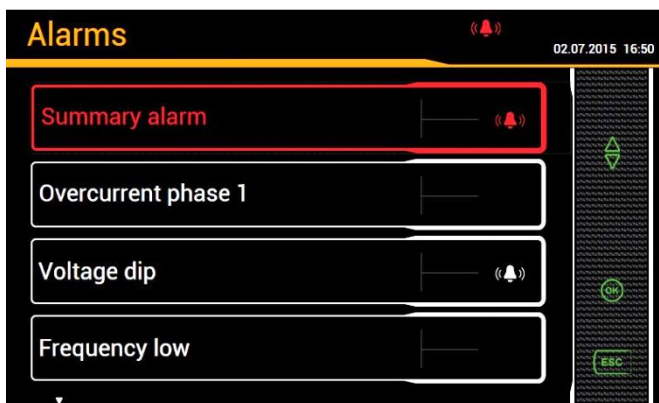 Alarms
02.07.2015 16:50
Summary alarm
Overcurrent phase 1
Voltage dip
OK
Frequency low
ESC